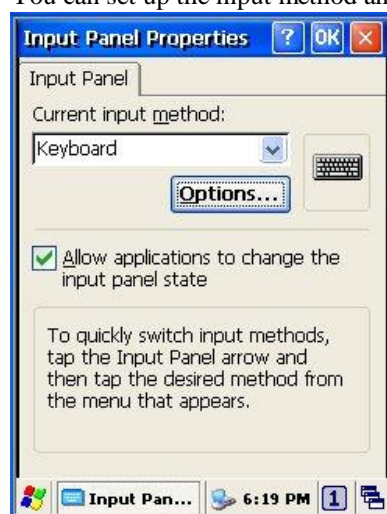 You can set up the input method an
Input Panel Properties ? OK ×
Input Panel
Current input method:
Keyboard
Options...
Allow applications to change the
input panel state
To quickly switch input methods,
tap the Input Panel arrow and
then tap the desired method from
the menu that appears.
Input Pan... 6:19 PM 1